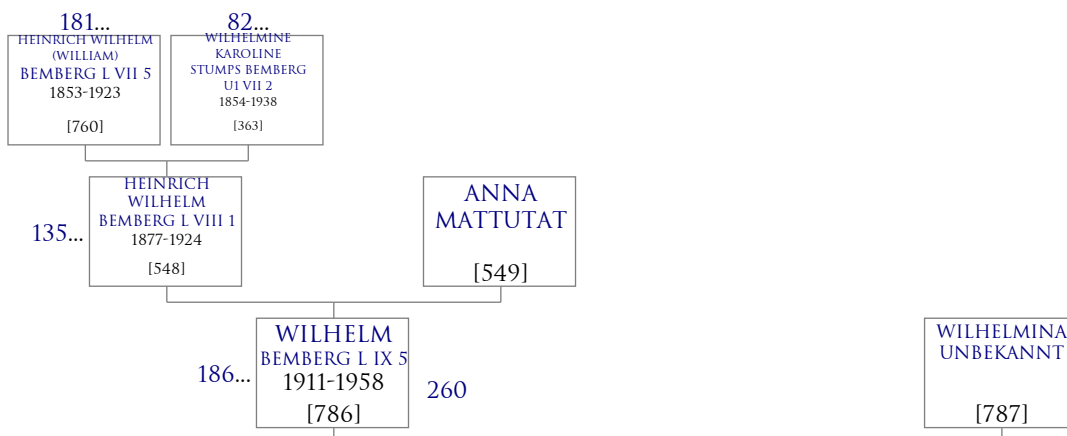 181...
HEINRICH WILHELM
(WILLIAM)
BEMBERG L VII 5
1853-1923
[760]
82...
WILHELMINE
KAROLINE
STUMPS BEMBERG
U1 VII 2
1854-1938
[363]
135...
HEINRICH
WILHELM
BEMBERG L VIII 1
1877-1924
[548]
ANNA
MATTUTAT
[549]
186...
WILHELM
BEMBERG L IX 5
1911-1958
[786]
260
WILHELMINA
UNBEKANNT
[787]